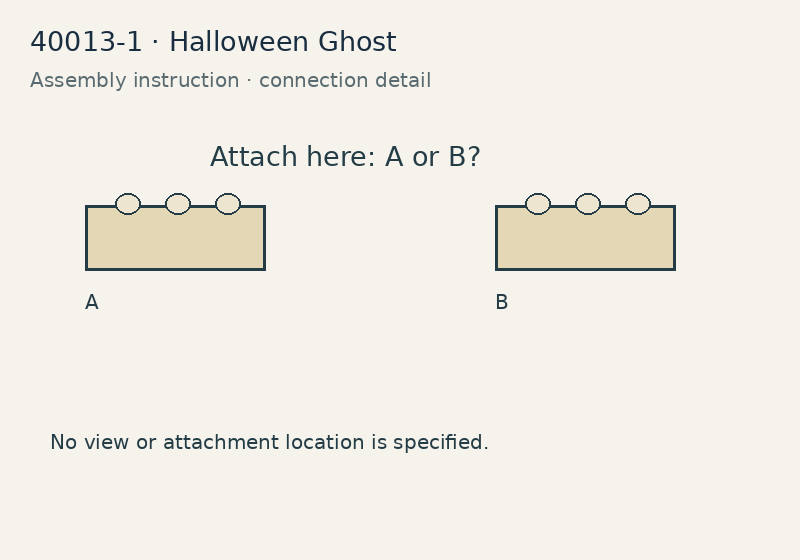 40013-1 · Halloween Ghost
Assembly instruction · connection detail
Attach here: A or B?
A
B
No view or attachment location is specified.